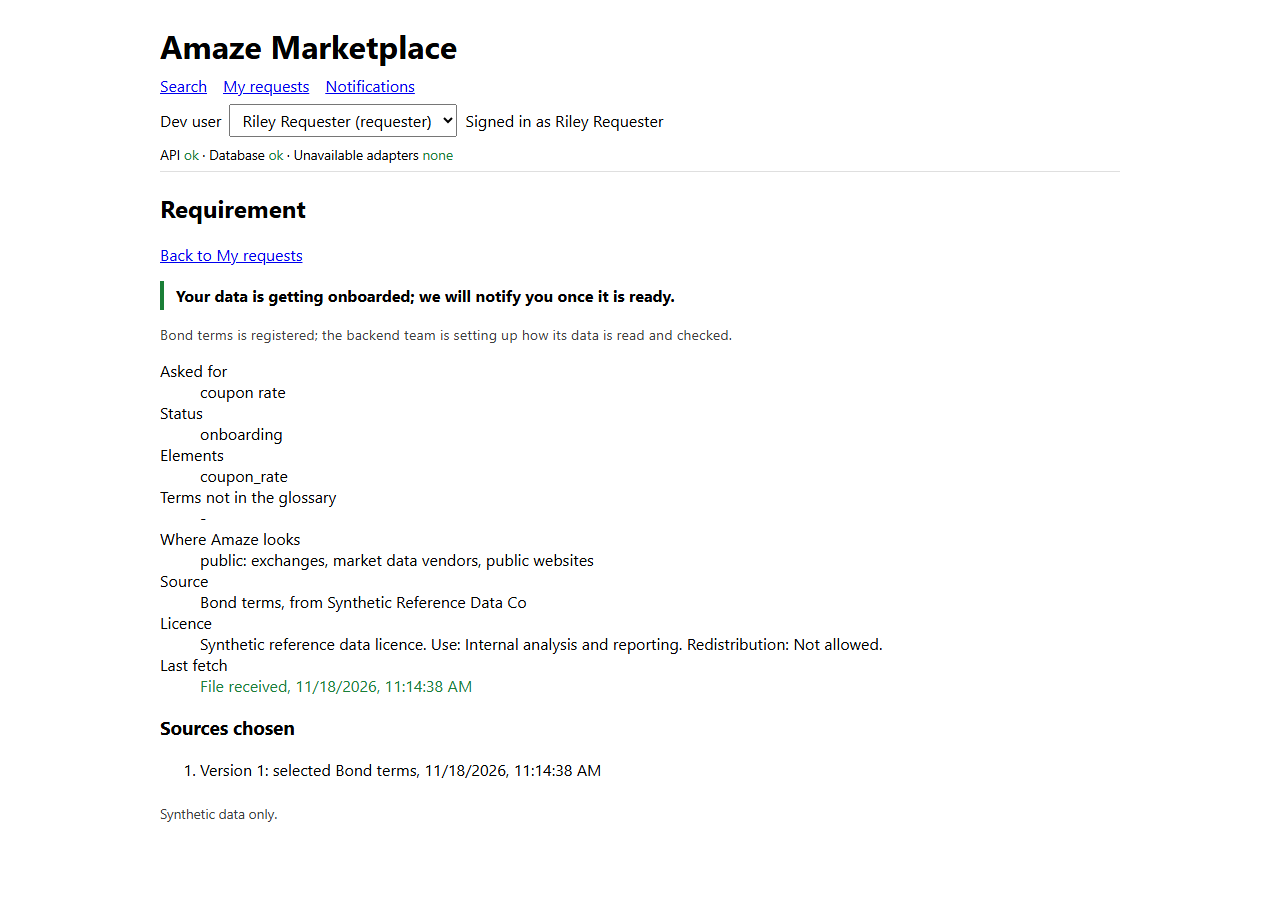 Amaze Marketplace
Search My requests Notifications
Dev user Riley Requester (requester) Signed in as Riley Requester
API ok · Database ok · Unavailable adapters none
Requirement
Back to My requests
Your data is getting onboarded; we will notify you once it is ready.
Bond terms is registered; the backend team is setting up how its data is read and checked.
Asked for
coupon rate
Status
onboarding
Elements
coupon_rate
Terms not in the glossary
-
Where Amaze looks
public: exchanges, market data vendors, public websites
Source
Bond terms, from Synthetic Reference Data Co
Licence
Synthetic reference data licence. Use: Internal analysis and reporting. Redistribution: Not allowed.
Last fetch
File received, 11/18/2026, 11:14:38 AM
Sources chosen
1. Version 1: selected Bond terms, 11/18/2026, 11:14:38 AM
Synthetic data only.